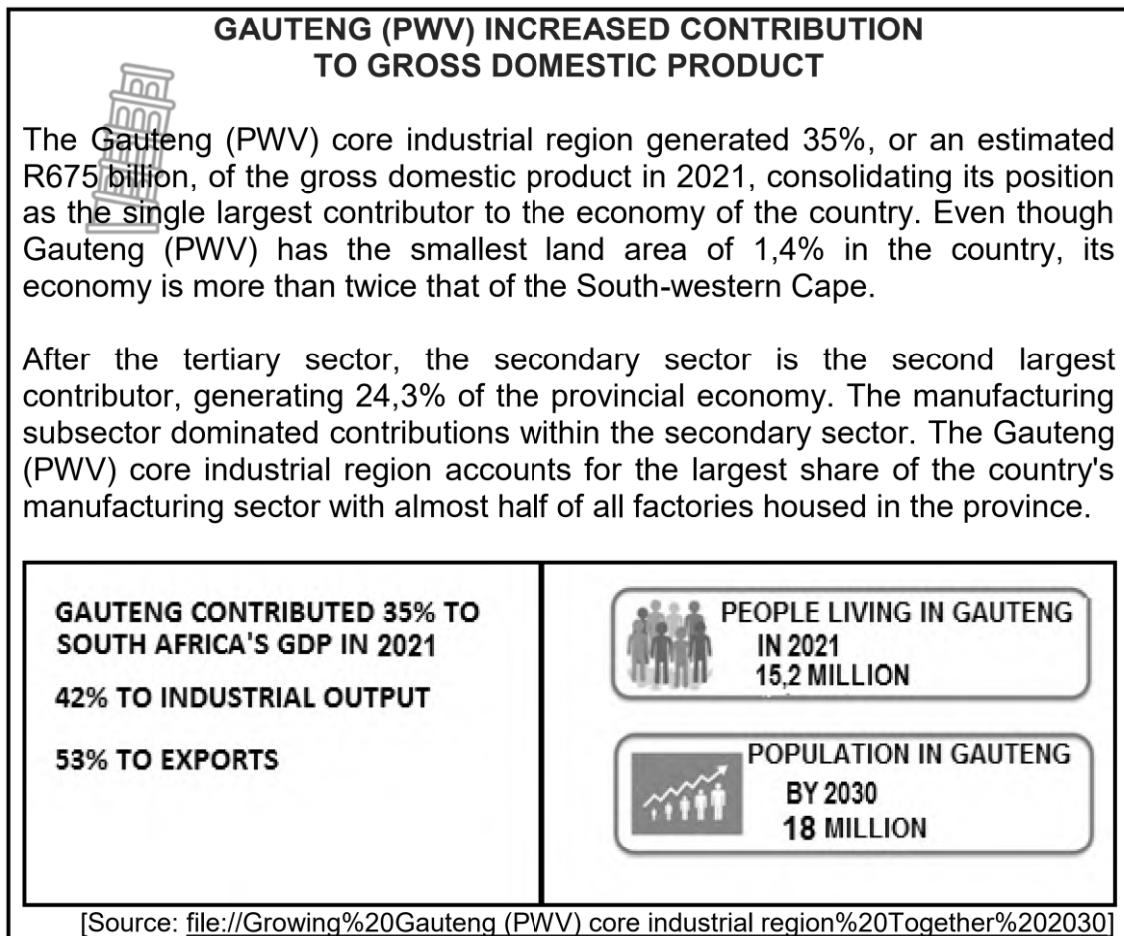 GAUTENG (PWV) INCREASED CONTRIBUTION
TO GROSS DOMESTIC PRODUCT
The Gauteng (PWV) core industrial region generated 35%, or an estimated
R675 billion, of the gross domestic product in 2021, consolidating its position
as the single largest contributor to the economy of the country. Even though
Gauteng (PWV) has the smallest land area of 1,4% in the country, its
economy is more than twice that of the South-western Cape.
After the tertiary sector, the secondary sector is the second largest
contributor, generating 24,3% of the provincial economy. The manufacturing
subsector dominated contributions within the secondary sector. The Gauteng
(PWV) core industrial region accounts for the largest share of the country's
manufacturing sector with almost half of all factories housed in the province.
GAUTENG CONTRIBUTED 35% TO
SOUTH AFRICA'S GDP IN 2021
42% TO INDUSTRIAL OUTPUT
53% TO EXPORTS
PEOPLE LIVING IN GAUTENG
IN 2021
15,2 MILLION
POPULATION IN GAUTENG
BY 2030
18 MILLION
[Source: file://Growing%20Gauteng (PWV) core industrial region%20Together%202030]